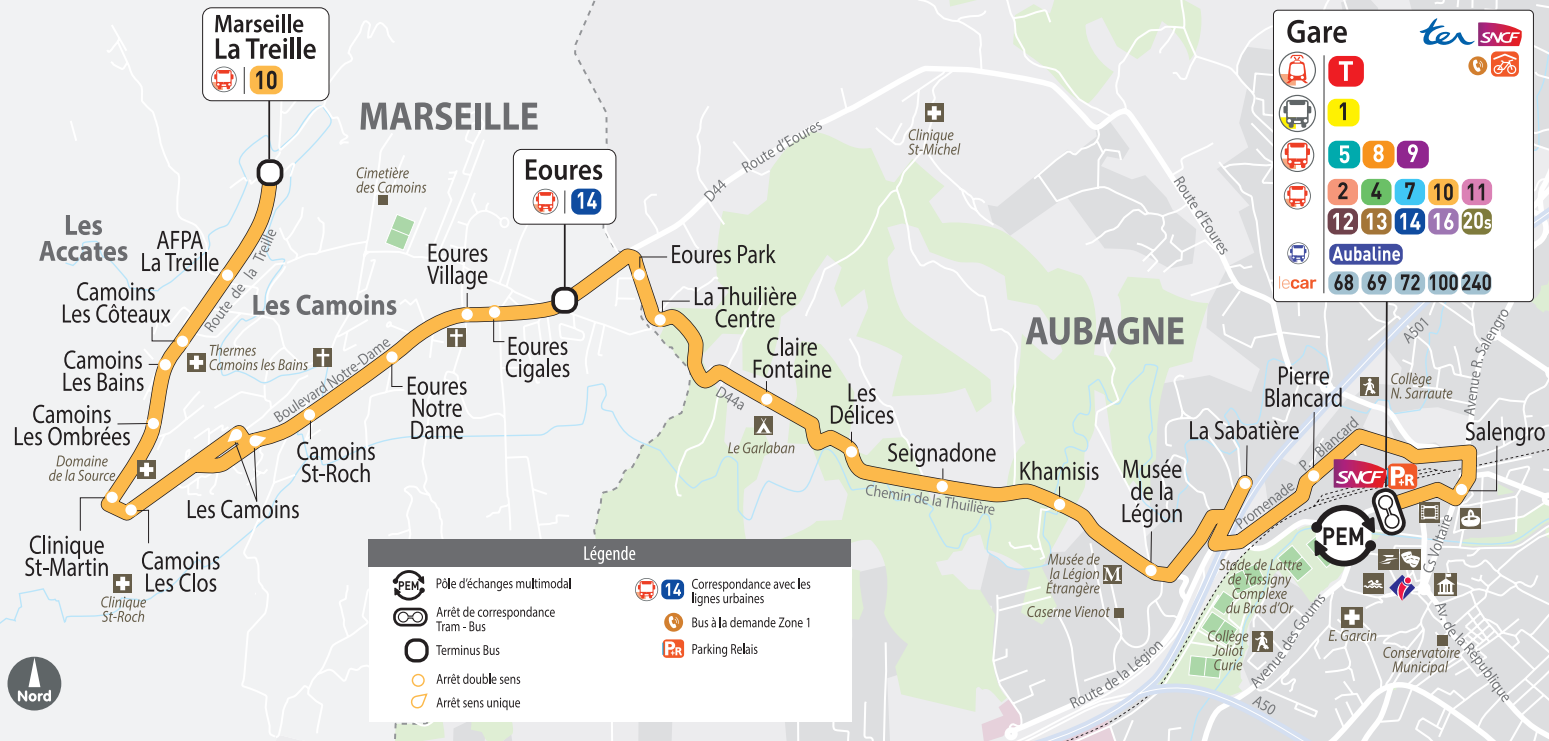 Marseille
La Treille
10
MARSEILLE
Eoures
14
Cimetière
des Camoins
Clinique
St-Michel
D44
Route d'Eoures
Route d'Eoures
Gare
ter SNCF
T
1
5 8 9
2 4 7 10 11
12 13 14 16 20s
Aubaline
lecar 68 69 72 100 240
Les
Accates
AFPA
La Treille
Route de la Treille
Camoins
Les Côteaux
Les Camoins
Thermes
Camoins les Bains
Camoins
Les Bains
Camoins
Les Ombrées
Domaine
de la Source
Clinique
St-Martin
Camoins
Les Clos
Clinique
St-Roch
Les Camoins
Boulevard Notre-Dame
Camoins
St-Roch
Eoures
Notre
Dame
Eoures
Village
Eoures
Cigales
Eoures Park
La Thuilière
Centre
Claire
Fontaine
D44a
Le Garlaban
Les
Délices
AUBAGNE
Seignadone
Chemin de la Thuilière
Khamisis
Musée
de la
Légion
Musée de
la Légion
Étrangère
M
Caserne Vienot
Route de la Légion
La Sabatière
Pierre
Blancard
Promenade P. Blancard
A501
Collège
N. Sarraute
Avenue R. Salengro
Salengro
SNCF P+R
PEM
Cs Voltaire
Stade de Lattre
de Tassigny
Complexe
du Bras d'Or
Collège
Joliot
Curie
Avenue des Goums
E. Garcin
Conservatoire
Municipal
Av. de la République
A50
Légende
PEM Pôle d'échanges multimodal
Arrêt de correspondance
Tram - Bus
Terminus Bus
Arrêt double sens
Arrêt sens unique
14 Correspondance avec les
lignes urbaines
Bus à la demande Zone 1
P+R Parking Relais
Nord